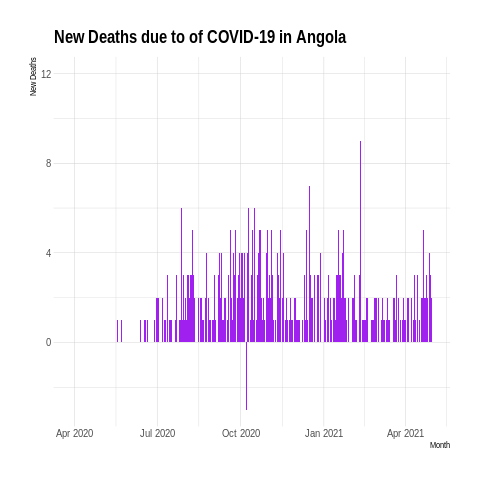 New Deaths due to of COVID-19 in Angola
New Deaths
12
8
4
0
Apr 2020 Jul 2020 Oct 2020 Jan 2021 Apr 2021
Month